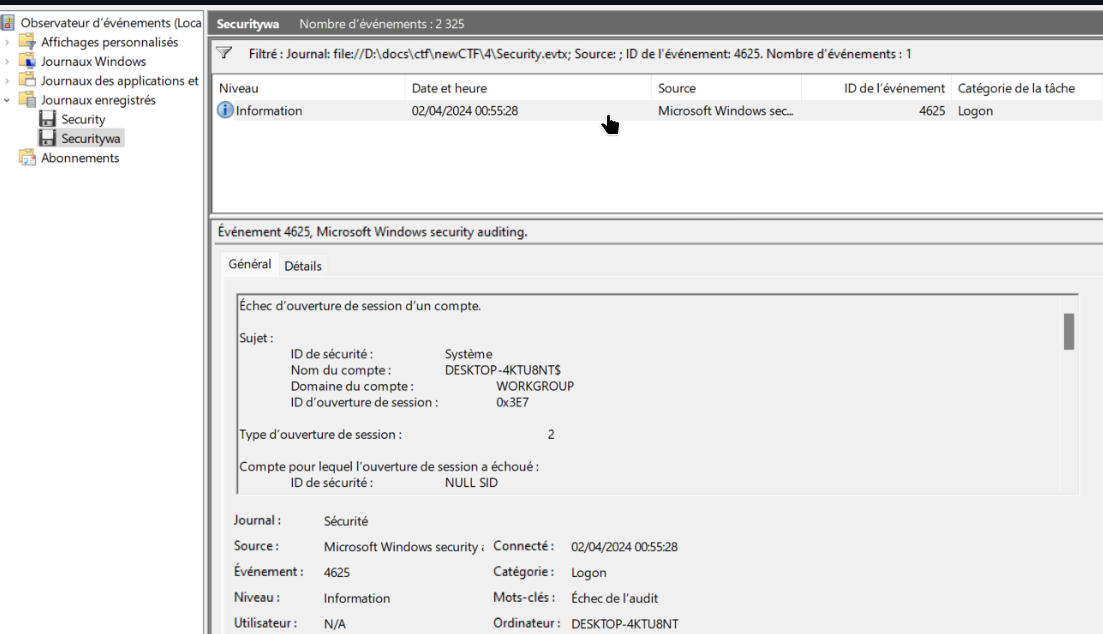 Observateur d'événements (Loca
Affichages personnalisés
Journaux Windows
Journaux des applications et
Journaux enregistrés
Security
Securitywa
Abonnements
Securitywa Nombre d'événements : 2 325
Filtré : Journal: file://D:\docs\ctf\newCTF\4\Security.evtx; Source: ; ID de l'événement: 4625. Nombre d'événements : 1
Niveau Date et heure Source ID de l'événement Catégorie de la tâche
Information 02/04/2024 00:55:28 Microsoft Windows sec... 4625 Logon
Événement 4625, Microsoft Windows security auditing.
Général Détails
Échec d'ouverture de session d'un compte.
Sujet :
ID de sécurité : Système
Nom du compte : DESKTOP-4KTU8NT$
Domaine du compte : WORKGROUP
ID d'ouverture de session : 0x3E7
Type d'ouverture de session : 2
Compte pour lequel l'ouverture de session a échoué :
ID de sécurité : NULL SID
Journal : Sécurité
Source : Microsoft Windows security Connecté : 02/04/2024 00:55:28
Événement : 4625 Catégorie : Logon
Niveau : Information Mots-clés : Échec de l'audit
Utilisateur : N/A Ordinateur : DESKTOP-4KTU8NT